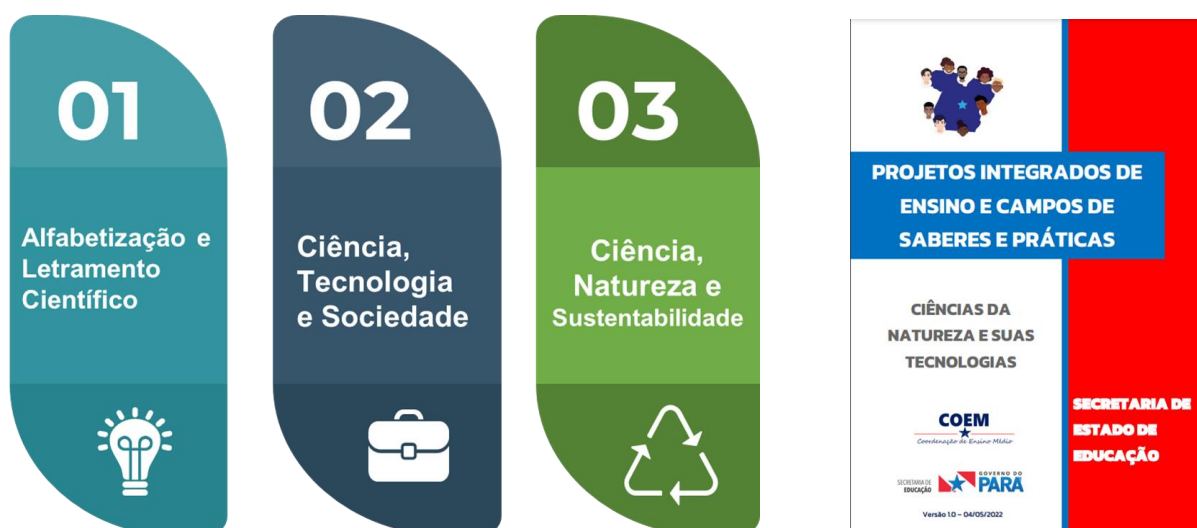 01
Alfabetização e
Letramento
Científico
02
Ciência,
Tecnologia
e Sociedade
03
Ciência,
Natureza e
Sustentabilidade
PROJETOS INTEGRADOS DE
ENSINO E CAMPOS DE
SABERES E PRÁTICAS
CIÊNCIAS DA
NATUREZA E SUAS
TECNOLOGIAS
COEM
Coordenação de Ensino Médio
SECRETARIA DE
EDUCAÇÃO
GOVERNO DO
PARÁ
Versão 1.0 – 04/05/2022
SECRETARIA DE
ESTADO DE
EDUCAÇÃO